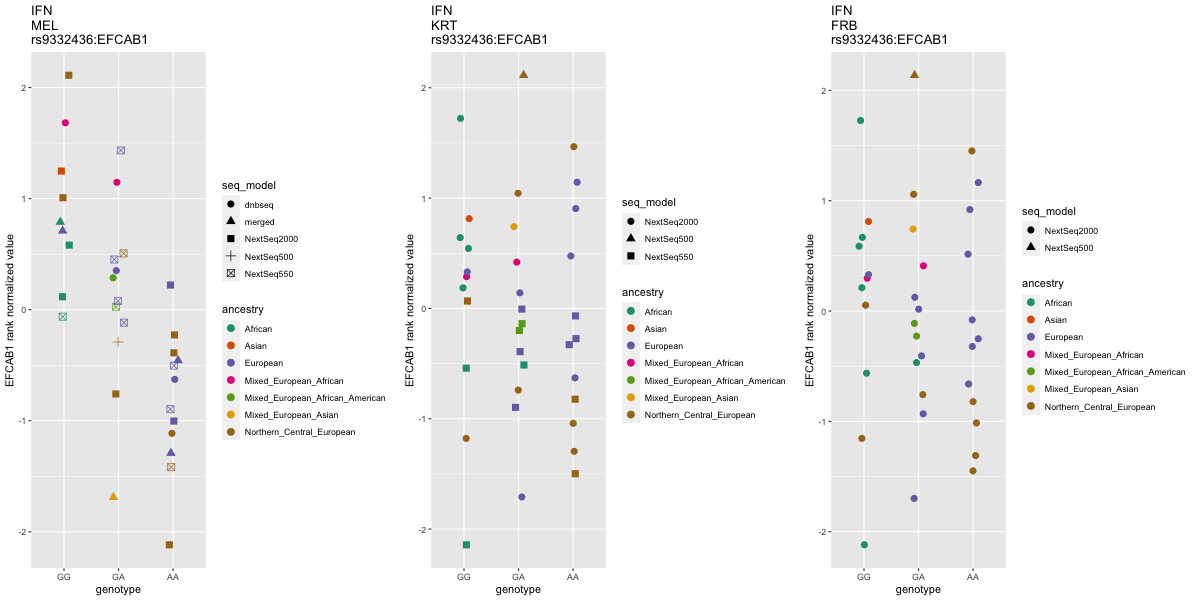 IFN
MEL
rs9332436:EFCAB1
EFCAB1 rank normalized value
2
1
0
-1
-2
GG
GA
AA
genotype
seq_model
dnbseq
merged
NextSeq2000
NextSeq500
NextSeq550
ancestry
African
Asian
European
Mixed_European_African
Mixed_European_African_American
Mixed_European_Asian
Northern_Central_European
IFN
KRT
rs9332436:EFCAB1
EFCAB1 rank normalized value
2
1
0
-1
-2
GG
GA
AA
genotype
seq_model
NextSeq2000
NextSeq500
NextSeq550
ancestry
African
Asian
European
Mixed_European_African
Mixed_European_African_American
Mixed_European_Asian
Northern_Central_European
IFN
FRB
rs9332436:EFCAB1
EFCAB1 rank normalized value
2
1
0
-1
-2
GG
GA
AA
genotype
seq_model
NextSeq2000
NextSeq500
ancestry
African
Asian
European
Mixed_European_African
Mixed_European_African_American
Mixed_European_Asian
Northern_Central_European